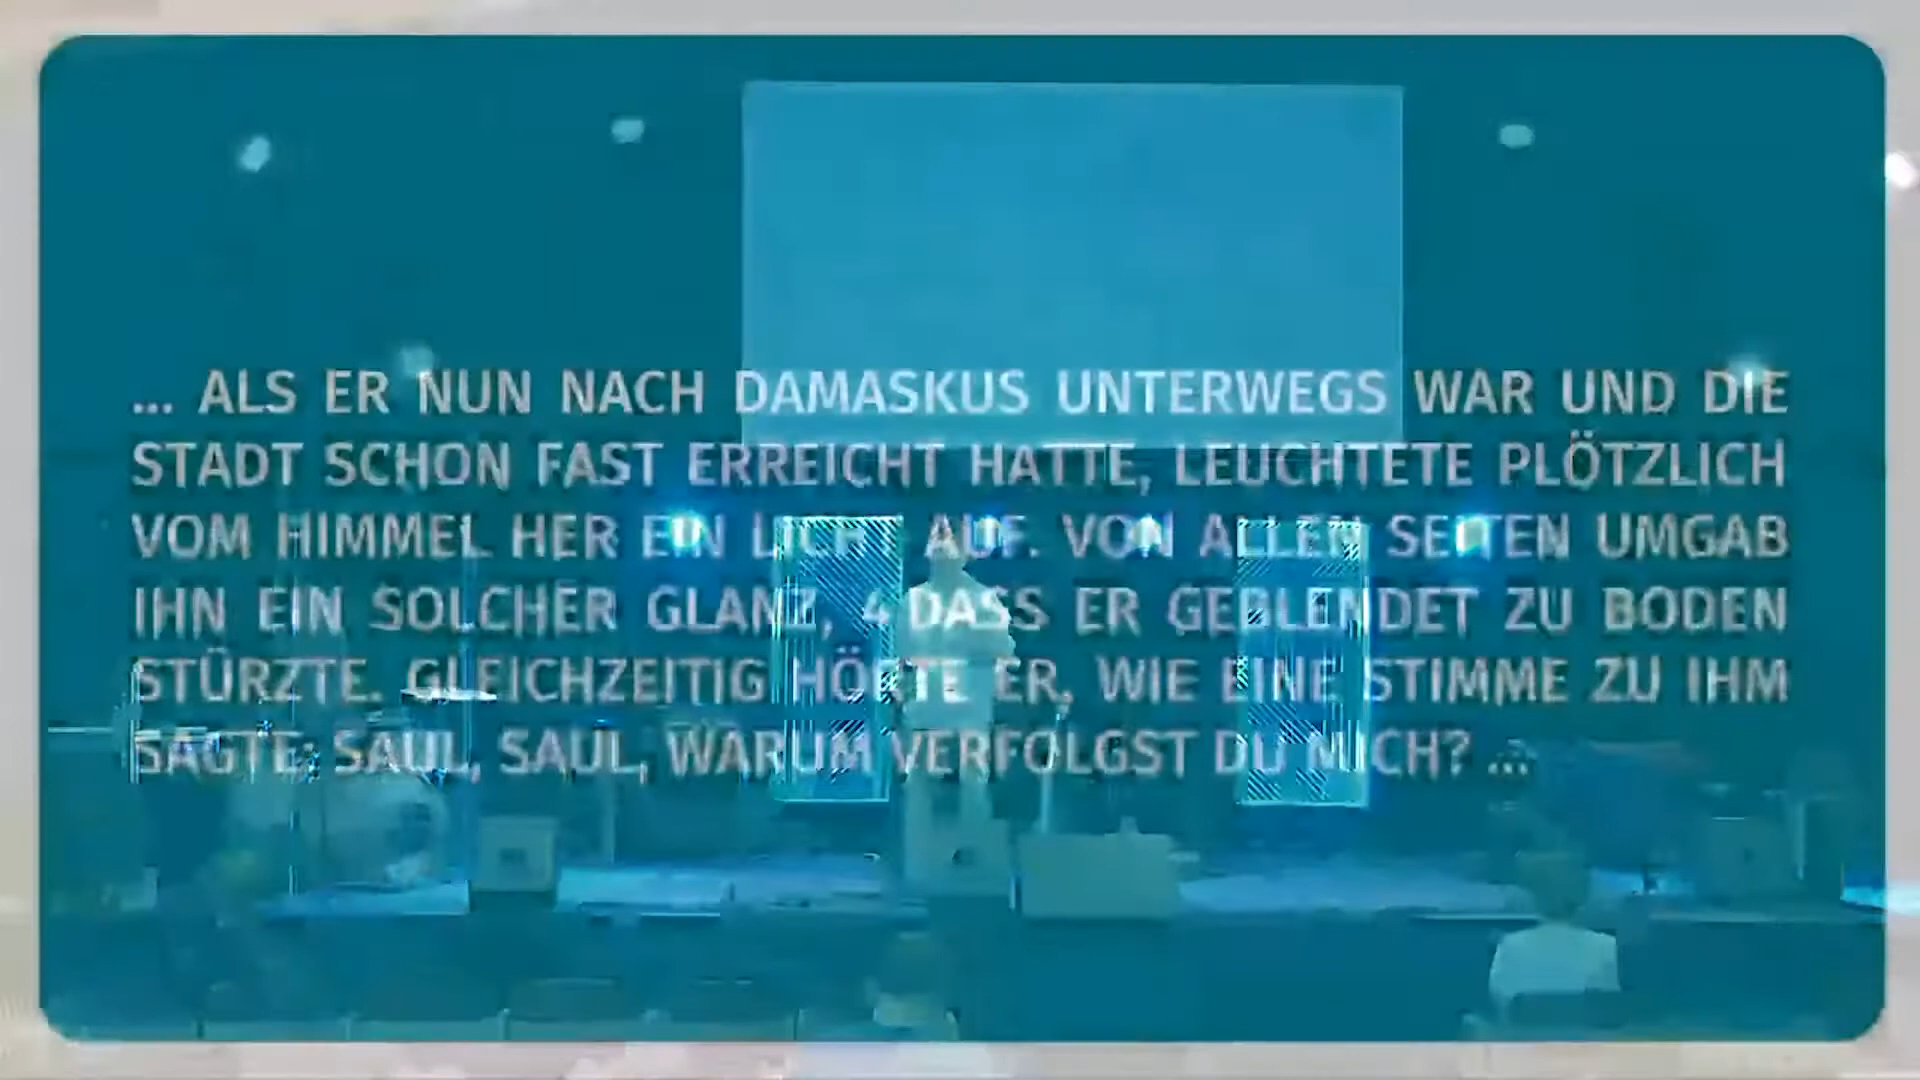 ... ALS ER NUN NACH DAMASKUS UNTERWEGS WAR UND DIE
STADT SCHON FAST ERREICHT HATTE, LEUCHTETE PLÖTZLICH
VOM HIMMEL HER EIN LICHT AUF. VON ALLEN SEITEN UMGAB
IHN EIN SOLCHER GLANZ, 4 DASS ER GEBLENDET ZU BODEN
STÜRZTE. GLEICHZEITIG HÖRTE ER, WIE EINE STIMME ZU IHM
SAGTE: SAUL, SAUL, WARUM VERFOLGST DU MICH? ...